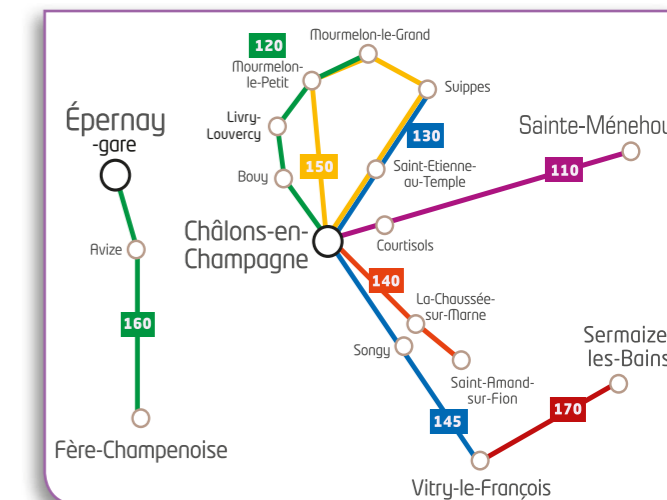 Mourmelon-le-Grand
120
Mourmelon-
le-Petit
Suippes
Livry-
Louvercy
Épernay
-gare
130
Sainte-Ménehou
150
Saint-Etienne-
au-Temple
110
Bouy
Châlons-en-
Champagne
Courtisols
Avize
140
La-Chaussée-
sur-Marne
160
Songy
Sermaize
les-Bains
Saint-Amand-
sur-Fion
170
145
Fère-Champenoise
Vitry-le-François